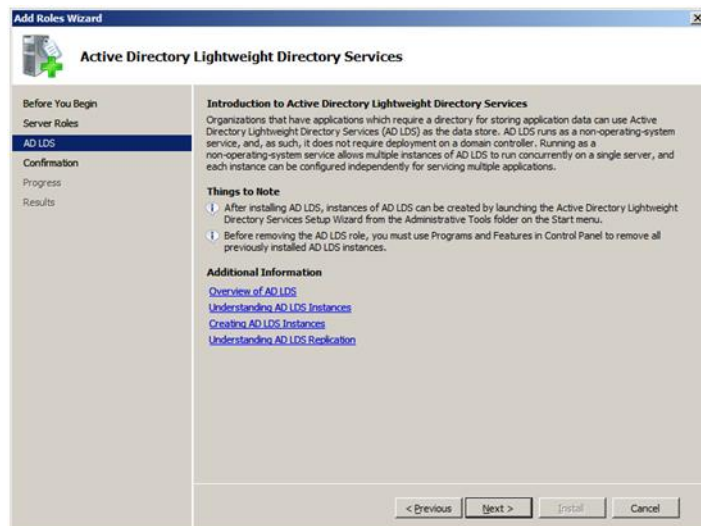 Add Roles Wizard
Active Directory Lightweight Directory Services
Before You Begin
Server Roles
AD LDS
Confirmation
Progress
Results
Introduction to Active Directory Lightweight Directory Services
Organizations that have applications which require a directory for storing application data can use Active
Directory Lightweight Directory Services (AD LDS) as the data store. AD LDS runs as a non-operating-system
service, and, as such, it does not require deployment on a domain controller. Running as a
non-operating-system service allows multiple instances of AD LDS to run concurrently on a single server, and
each instance can be configured independently for servicing multiple applications.
Things to Note
After installing AD LDS, instances of AD LDS can be created by launching the Active Directory Lightweight
Directory Services Setup Wizard from the Administrative Tools folder on the Start menu.
Before removing the AD LDS role, you must use Programs and Features in Control Panel to remove all
previously installed AD LDS instances.
Additional Information
Overview of AD LDS
Understanding AD LDS Instances
Creating AD LDS Instances
Understanding AD LDS Replication
< Previous
Next >
Install
Cancel